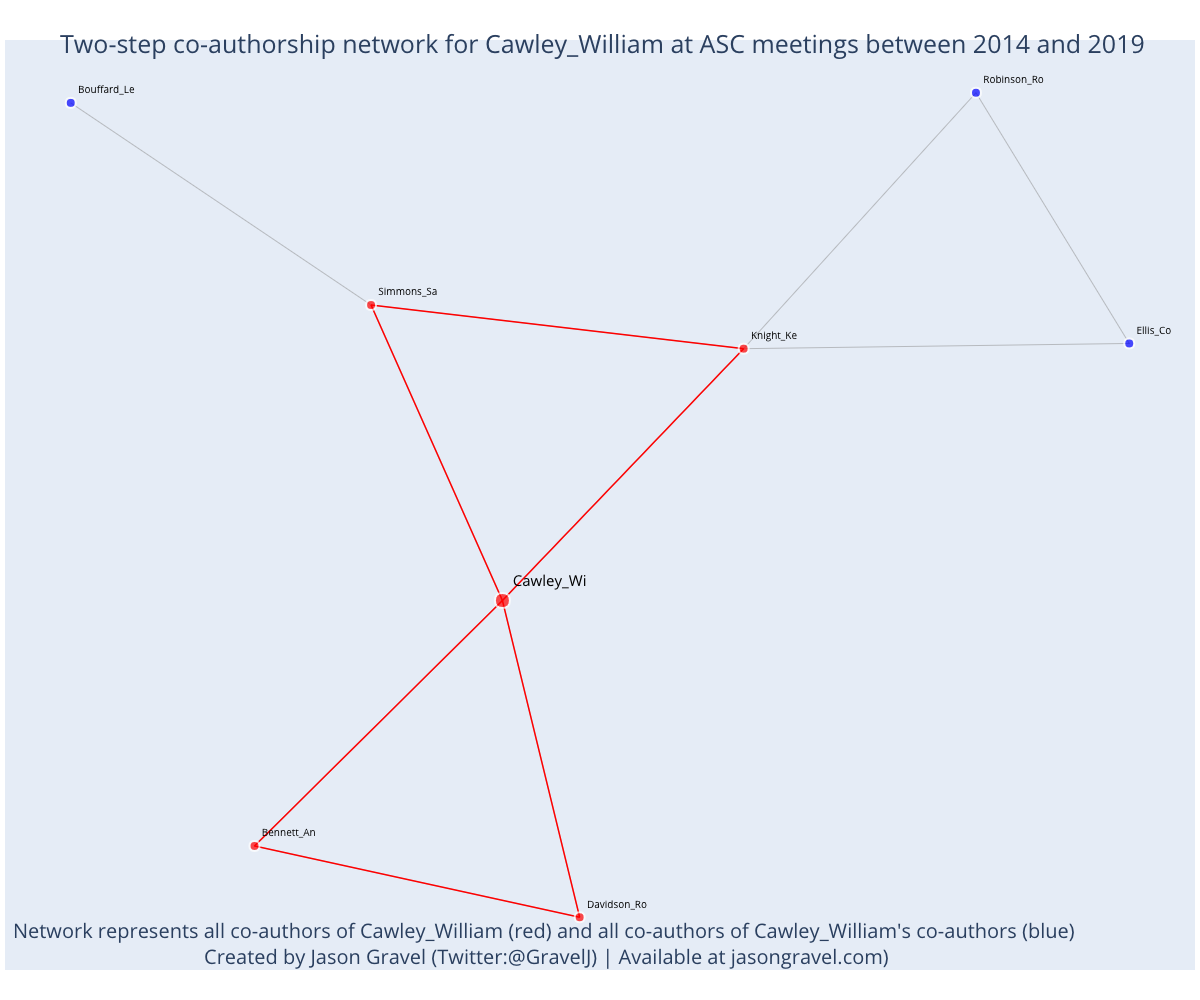 Two-step co-authorship network for Cawley_William at ASC meetings between 2014 and 2019
Robinson_Ro
Bouffard_Le
Simmons_Sa
Ellis_Co
Knight_Ke
Cawley_Wi
Bennett_An
Davidson_Ro
Network represents all co-authors of Cawley_William (red) and all co-authors of Cawley_William's co-authors (blue)
Created by Jason Gravel (Twitter:@GravelJ) | Available at jasongravel.com)